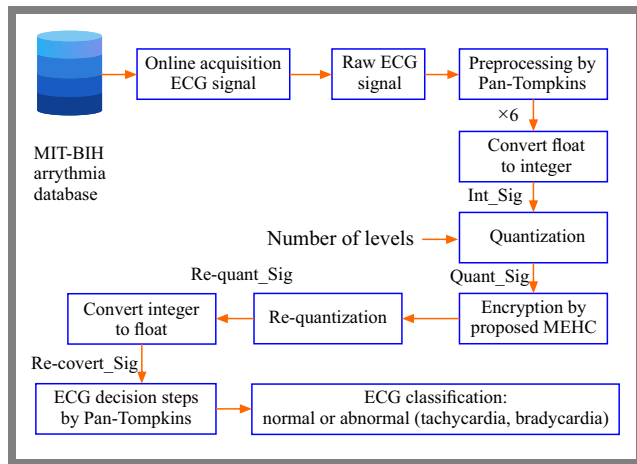 Online acquisition
ECG signal
Raw ECG
signal
Preprocessing by
Pan-Tompkins
MIT-BIH
arrythmia
database
×6
Convert float
to integer
Int_Sig
Number of levels
Quantization
Quant_Sig
Encryption by
proposed MEHC
Re-quantization
Re-quant_Sig
Convert integer
to float
Re-covert_Sig
ECG decision steps
by Pan-Tompkins
ECG classification:
normal or abnormal (tachycardia, bradycardia)